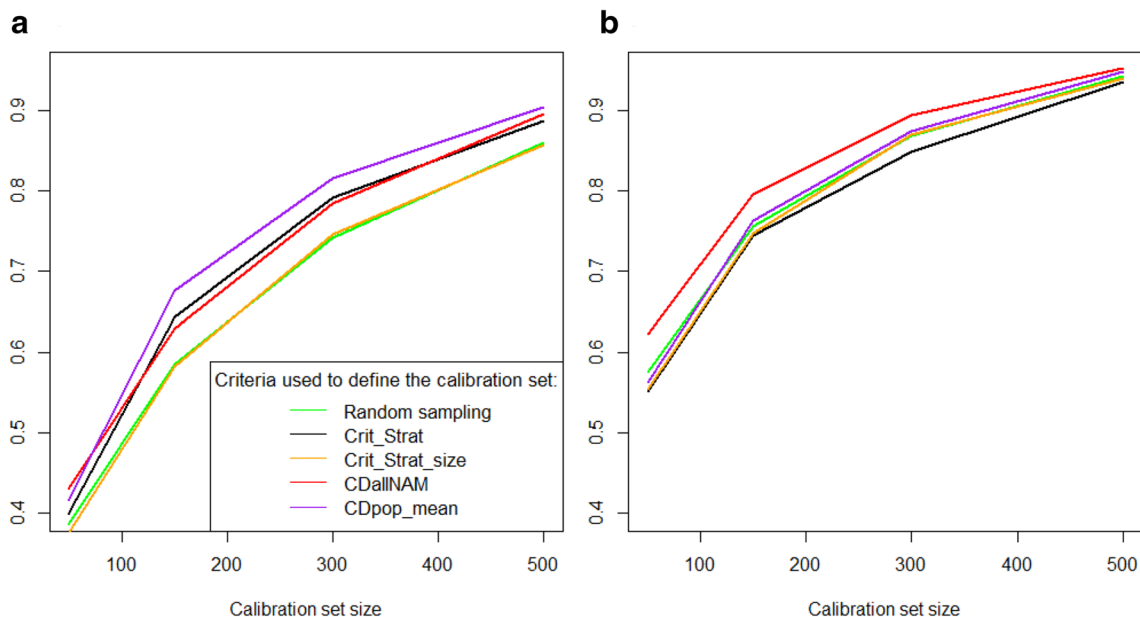 a
b
0.9
0.8
0.7
0.6
0.5
0.4
100 200 300 400 500
Calibration set size
Criteria used to define the calibration set:
Random sampling
Crit_Strat
Crit_Strat_size
CDallNAM
CDpop_mean
0.9
0.8
0.7
0.6
0.5
0.4
100 200 300 400 500
Calibration set size